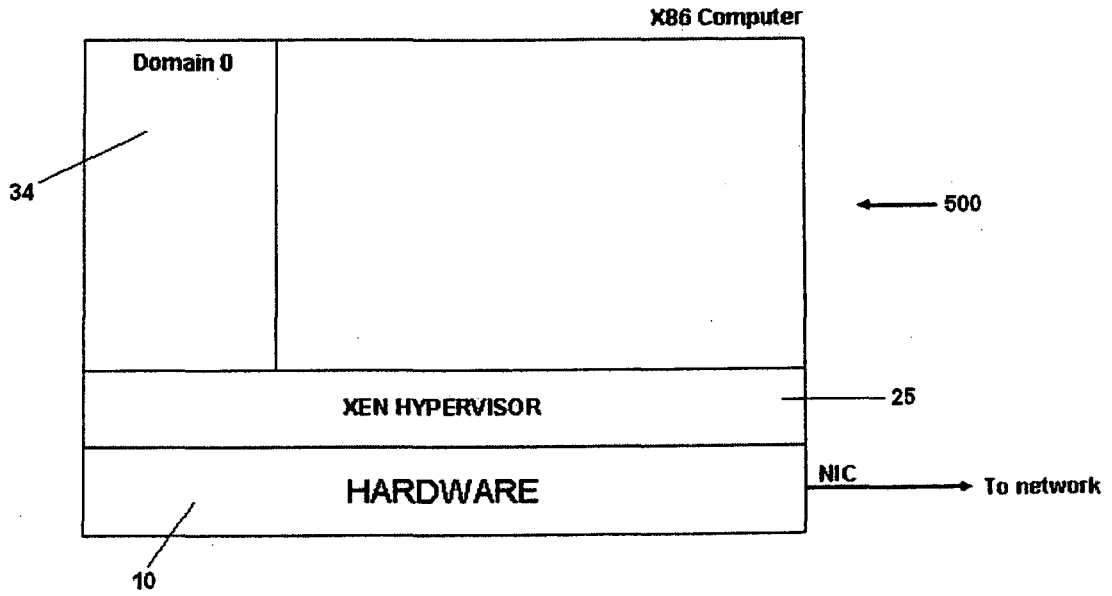 X86 Computer
Domain 0
34
500
XEN HYPERVISOR
25
HARDWARE
NIC
To network
10